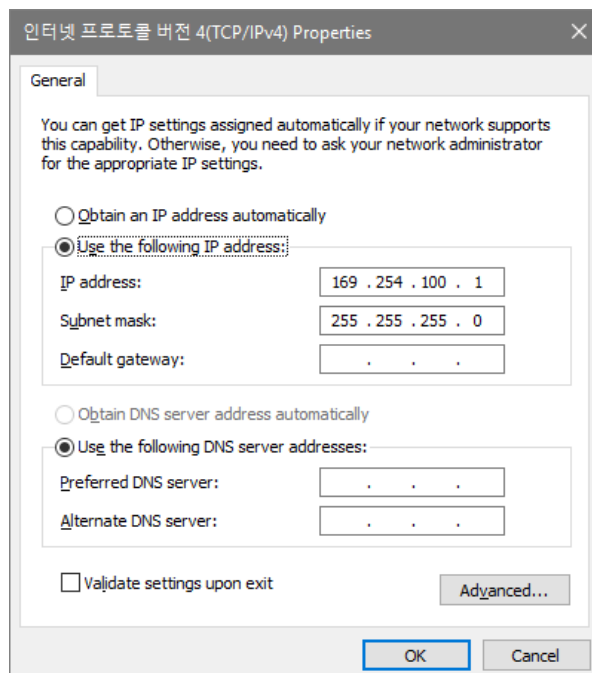 인터넷 프로토콜 버전 4(TCP/IPv4) Properties
General
You can get IP settings assigned automatically if your network supports
this capability. Otherwise, you need to ask your network administrator
for the appropriate IP settings.
Obtain an IP address automatically
Use the following IP address:
IP address: 169 . 254 . 100 . 1
Subnet mask: 255 . 255 . 255 . 0
Default gateway: . . .
Obtain DNS server address automatically
Use the following DNS server addresses:
Preferred DNS server: . . .
Alternate DNS server: . . .
Validate settings upon exit
Advanced...
OK Cancel